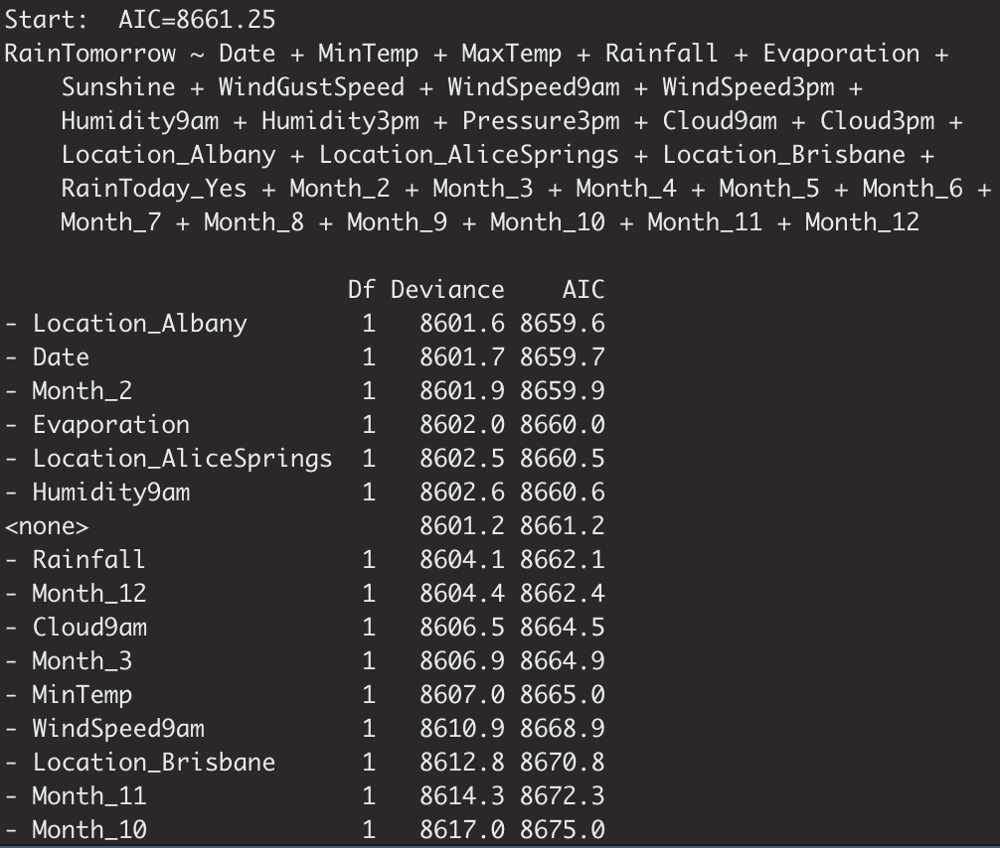 Start:  AIC=8661.25
RainTomorrow ~ Date + MinTemp + MaxTemp + Rainfall + Evaporation +
    Sunshine + WindGustSpeed + WindSpeed9am + WindSpeed3pm +
    Humidity9am + Humidity3pm + Pressure3pm + Cloud9am + Cloud3pm +
    Location_Albany + Location_AliceSprings + Location_Brisbane +
    RainToday_Yes + Month_2 + Month_3 + Month_4 + Month_5 + Month_6 +
    Month_7 + Month_8 + Month_9 + Month_10 + Month_11 + Month_12

                        Df Deviance    AIC
- Location_Albany        1   8601.6 8659.6
- Date                   1   8601.7 8659.7
- Month_2                1   8601.9 8659.9
- Evaporation            1   8602.0 8660.0
- Location_AliceSprings  1   8602.5 8660.5
- Humidity9am            1   8602.6 8660.6
<none>                       8601.2 8661.2
- Rainfall               1   8604.1 8662.1
- Month_12               1   8604.4 8662.4
- Cloud9am               1   8606.5 8664.5
- Month_3                1   8606.9 8664.9
- MinTemp                1   8607.0 8665.0
- WindSpeed9am           1   8610.9 8668.9
- Location_Brisbane      1   8612.8 8670.8
- Month_11               1   8614.3 8672.3
- Month_10               1   8617.0 8675.0